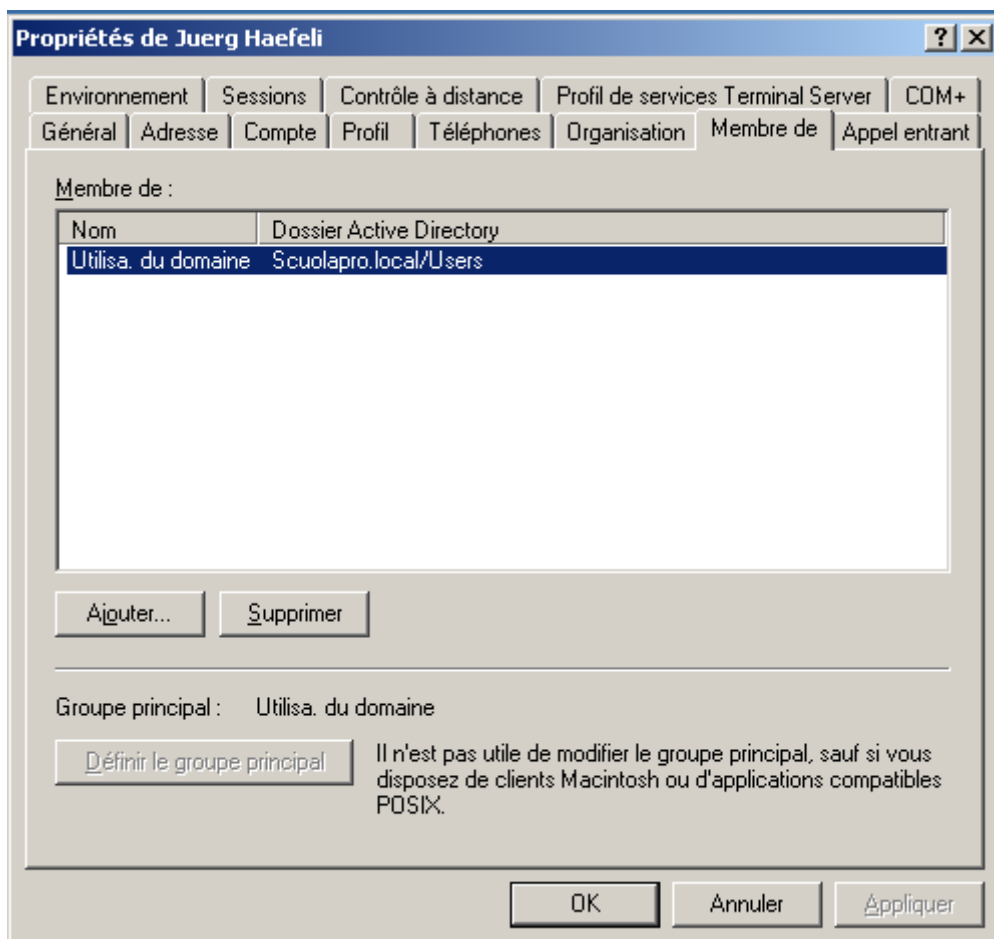 Propriétés de Juerg Haefeli
Environnement Sessions Contrôle à distance Profil de services Terminal Server COM+
Général Adresse Compte Profil Téléphones Organisation Membre de Appel entrant
Membre de :
Nom Dossier Active Directory
Utilisa. du domaine Scuolapro.local/Users
Ajouter... Supprimer
Groupe principal : Utilisa. du domaine
Définir le groupe principal
Il n'est pas utile de modifier le groupe principal, sauf si vous
disposez de clients Macintosh ou d'applications compatibles
POSIX.
OK Annuler Appliquer